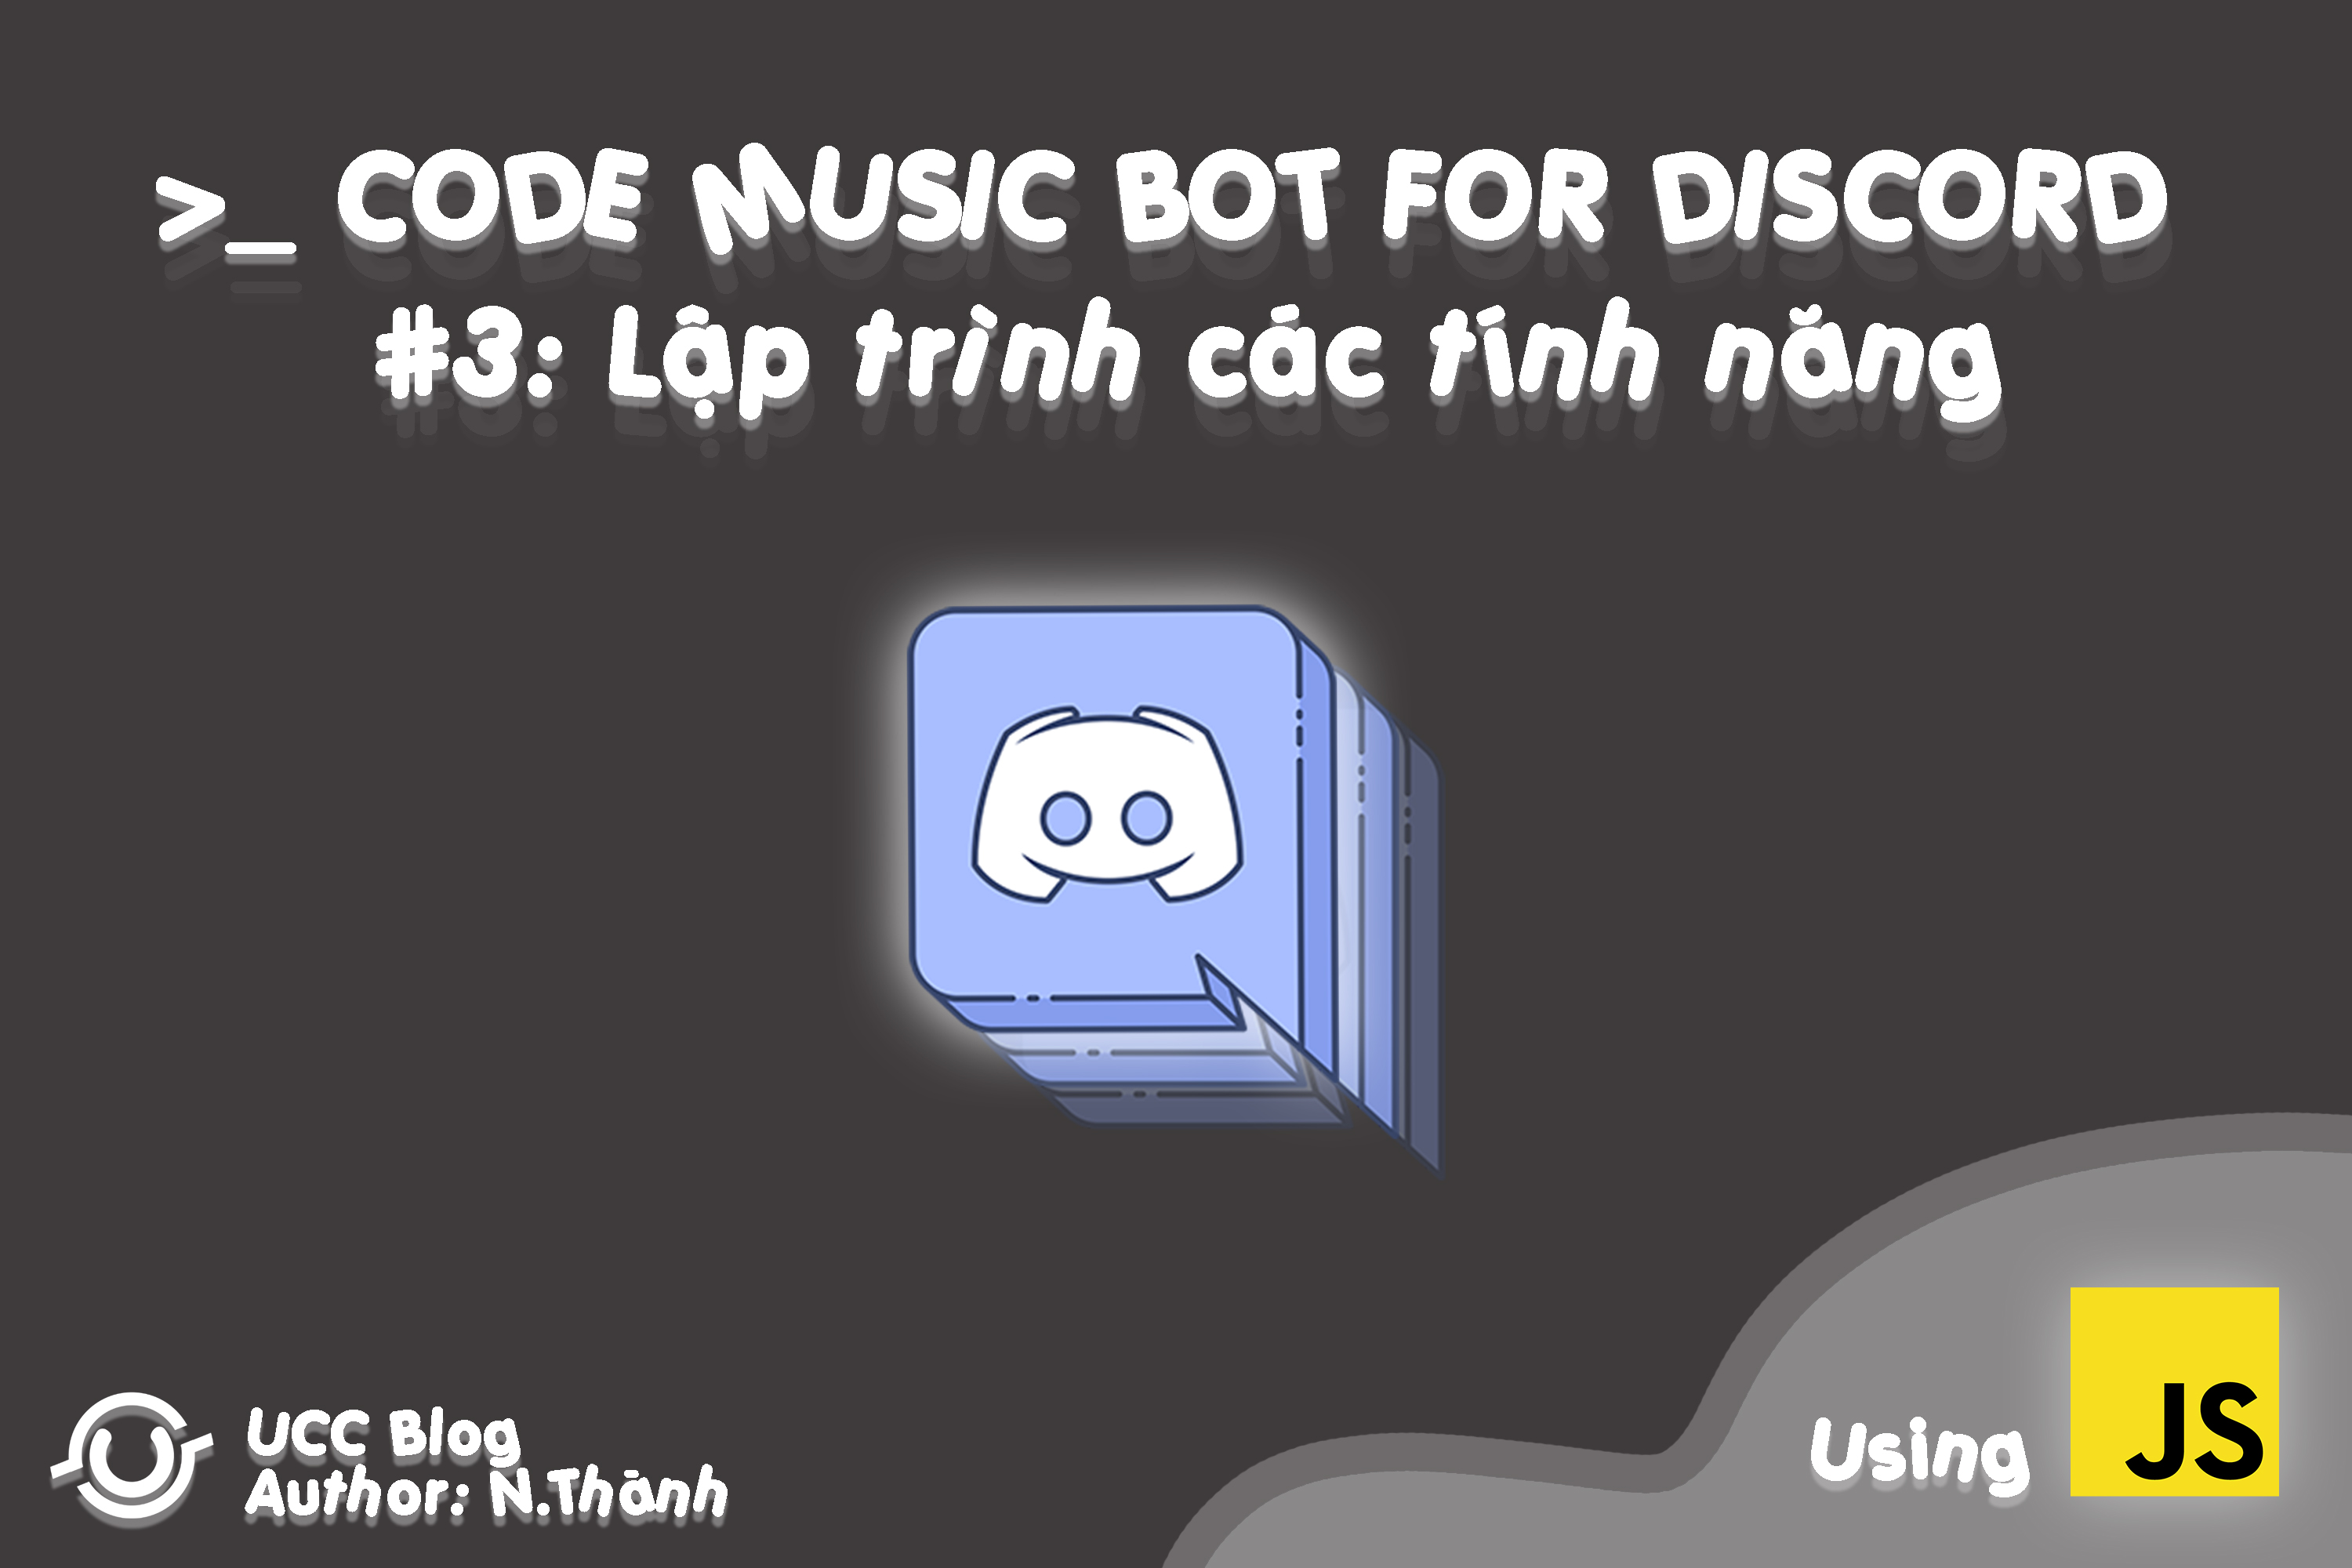 >_ CODE MUSIC BOT FOR DISCORD
#3: Lập trình các tính năng
UCC Blog
Author: N.Thành
Using
JS